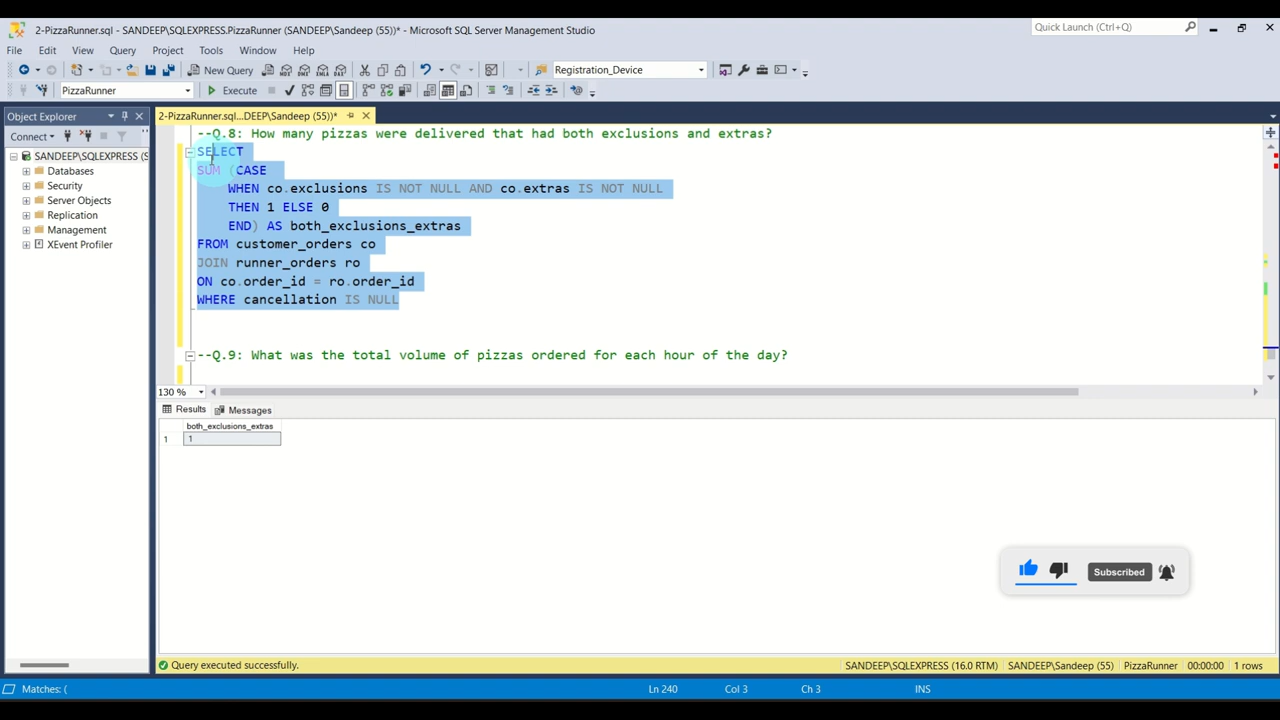 2-PizzaRunner.sql - SANDEEP\SQLEXPRESS.PizzaRunner (SANDEEP\Sandeep (55))* - Microsoft SQL Server Management Studio
Quick Launch (Ctrl+Q)
File Edit View Query Project Tools Window Help
New Query
Registration_Device
PizzaRunner
Execute
Object Explorer
2-PizzaRunner.sql...DEEP\Sandeep (55))*
Connect
SANDEEP\SQLEXPRESS (S
Databases
Security
Server Objects
Replication
Management
XEvent Profiler
--Q.8: How many pizzas were delivered that had both exclusions and extras?
SELECT
SUM (CASE
WHEN co.exclusions IS NOT NULL AND co.extras IS NOT NULL
THEN 1 ELSE 0
END) AS both_exclusions_extras
FROM customer_orders co
JOIN runner_orders ro
ON co.order_id = ro.order_id
WHERE cancellation IS NULL
--Q.9: What was the total volume of pizzas ordered for each hour of the day?
130 %
Results Messages
both_exclusions_extras
1 1
Subscribed
Query executed successfully.
SANDEEP\SQLEXPRESS (16.0 RTM) SANDEEP\Sandeep (55) PizzaRunner 00:00:00 1 rows
Matches: (
Ln 240 Col 3 Ch 3 INS